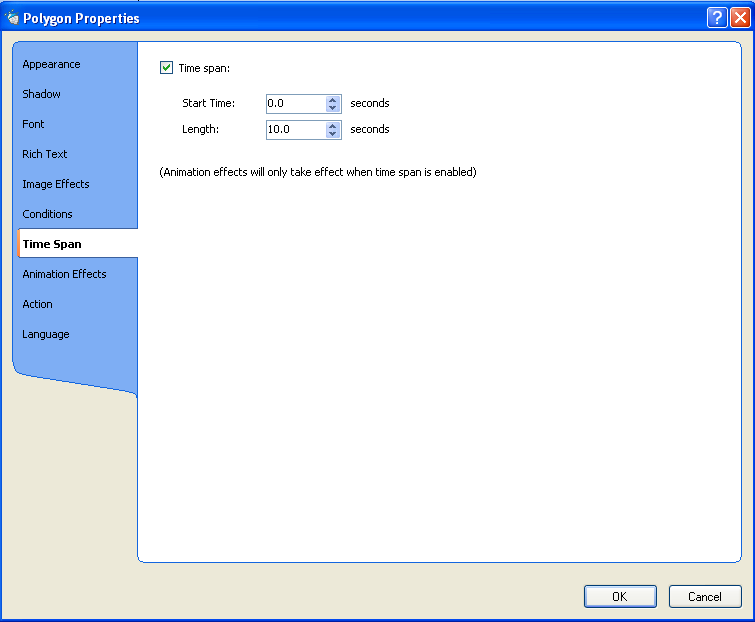 Polygon Properties
Appearance
Shadow
Font
Rich Text
Image Effects
Conditions
Time Span
Animation Effects
Action
Language
Time span:
Start Time: 0.0 seconds
Length: 10.0 seconds
(Animation effects will only take effect when time span is enabled)
OK Cancel